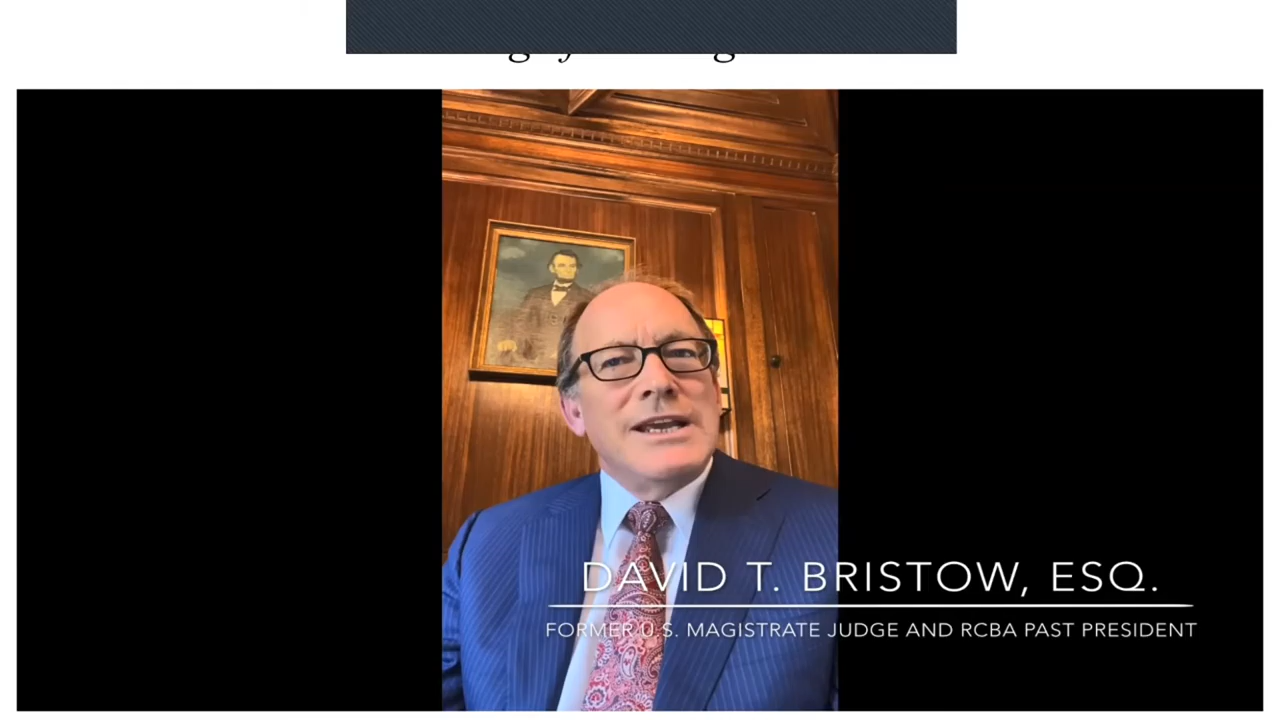 DAVID T. BRISTOW, ESQ.
FORMER U.S. MAGISTRATE JUDGE AND RCBA PAST PRESIDENT